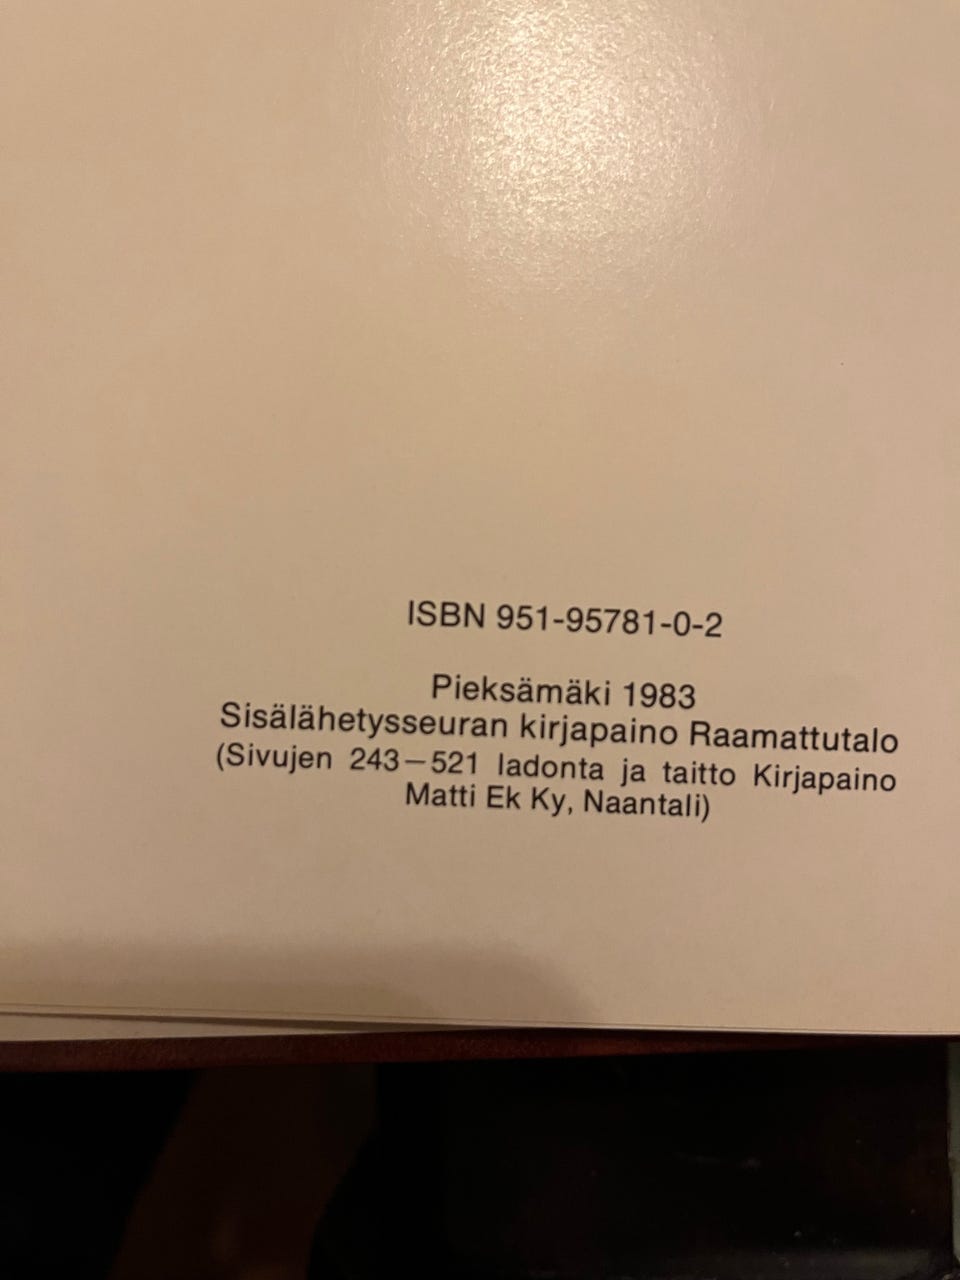 ISBN 951-95781-0-2
Pieksämäki 1983
Sisälähetysseuran kirjapaino Raamattutalo
(Sivujen 243—521 ladonta ja taitto Kirjapaino
Matti Ek Ky, Naantali)